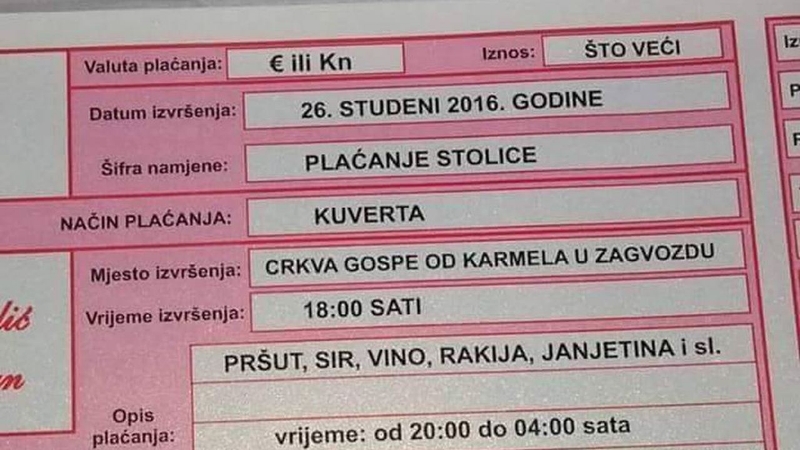 Valuta plaćanja: € ili Kn Iznos: ŠTO VEĆI
Datum izvršenja: 26. STUDENI 2016. GODINE
Šifra namjene: PLAĆANJE STOLICE
NAČIN PLAĆANJA: KUVERTA
Mjesto izvršenja: CRKVA GOSPE OD KARMELA U ZAGVOZDU
Vrijeme izvršenja: 18:00 SATI
PRŠUT, SIR, VINO, RAKIJA, JANJETINA i sl.
Opis plaćanja: vrijeme: od 20:00 do 04:00 sata